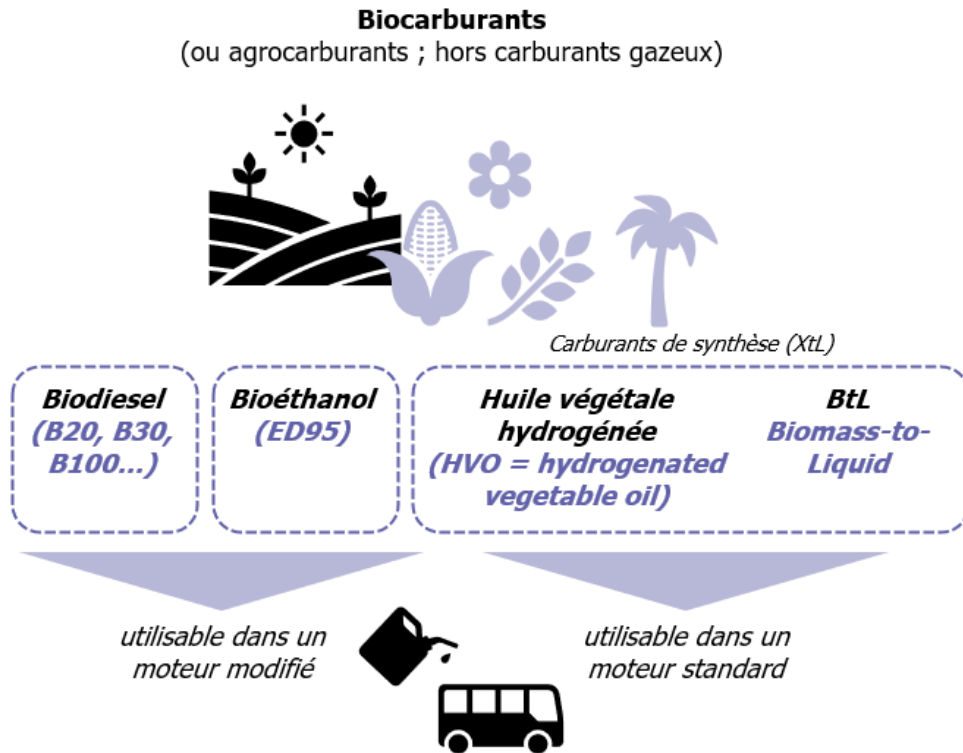 Biocarburants
(ou agrocarburants ; hors carburants gazeux)
Carburants de synthèse (XtL)
Biodiesel
(B20, B30,
B100...)
Bioéthanol
(ED95)
Huile végétale
hydrogénée
(HVO = hydrogenated
vegetable oil)
BtL
Biomass-to-
Liquid
utilisable dans un
moteur modifié
utilisable dans un
moteur standard